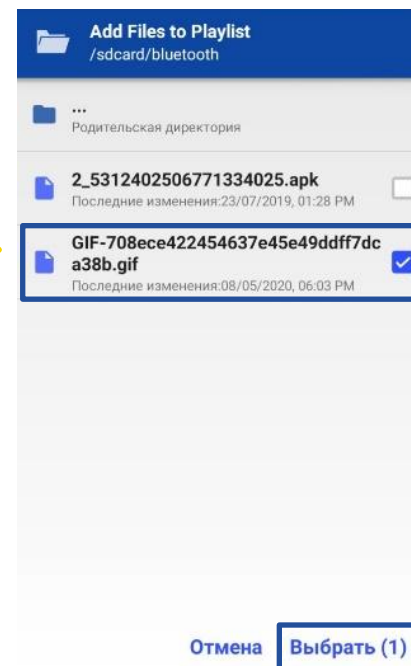 Add Files to Playlist
/sdcard/bluetooth
...
Родительская директория
2_5312402506771334025.apk
Последние изменения:23/07/2019, 01:28 PM
GIF-708ece422454637e45e49ddff7dc
a38b.gif
Последние изменения:08/05/2020, 06:03 PM
Отмена Выбрать (1)